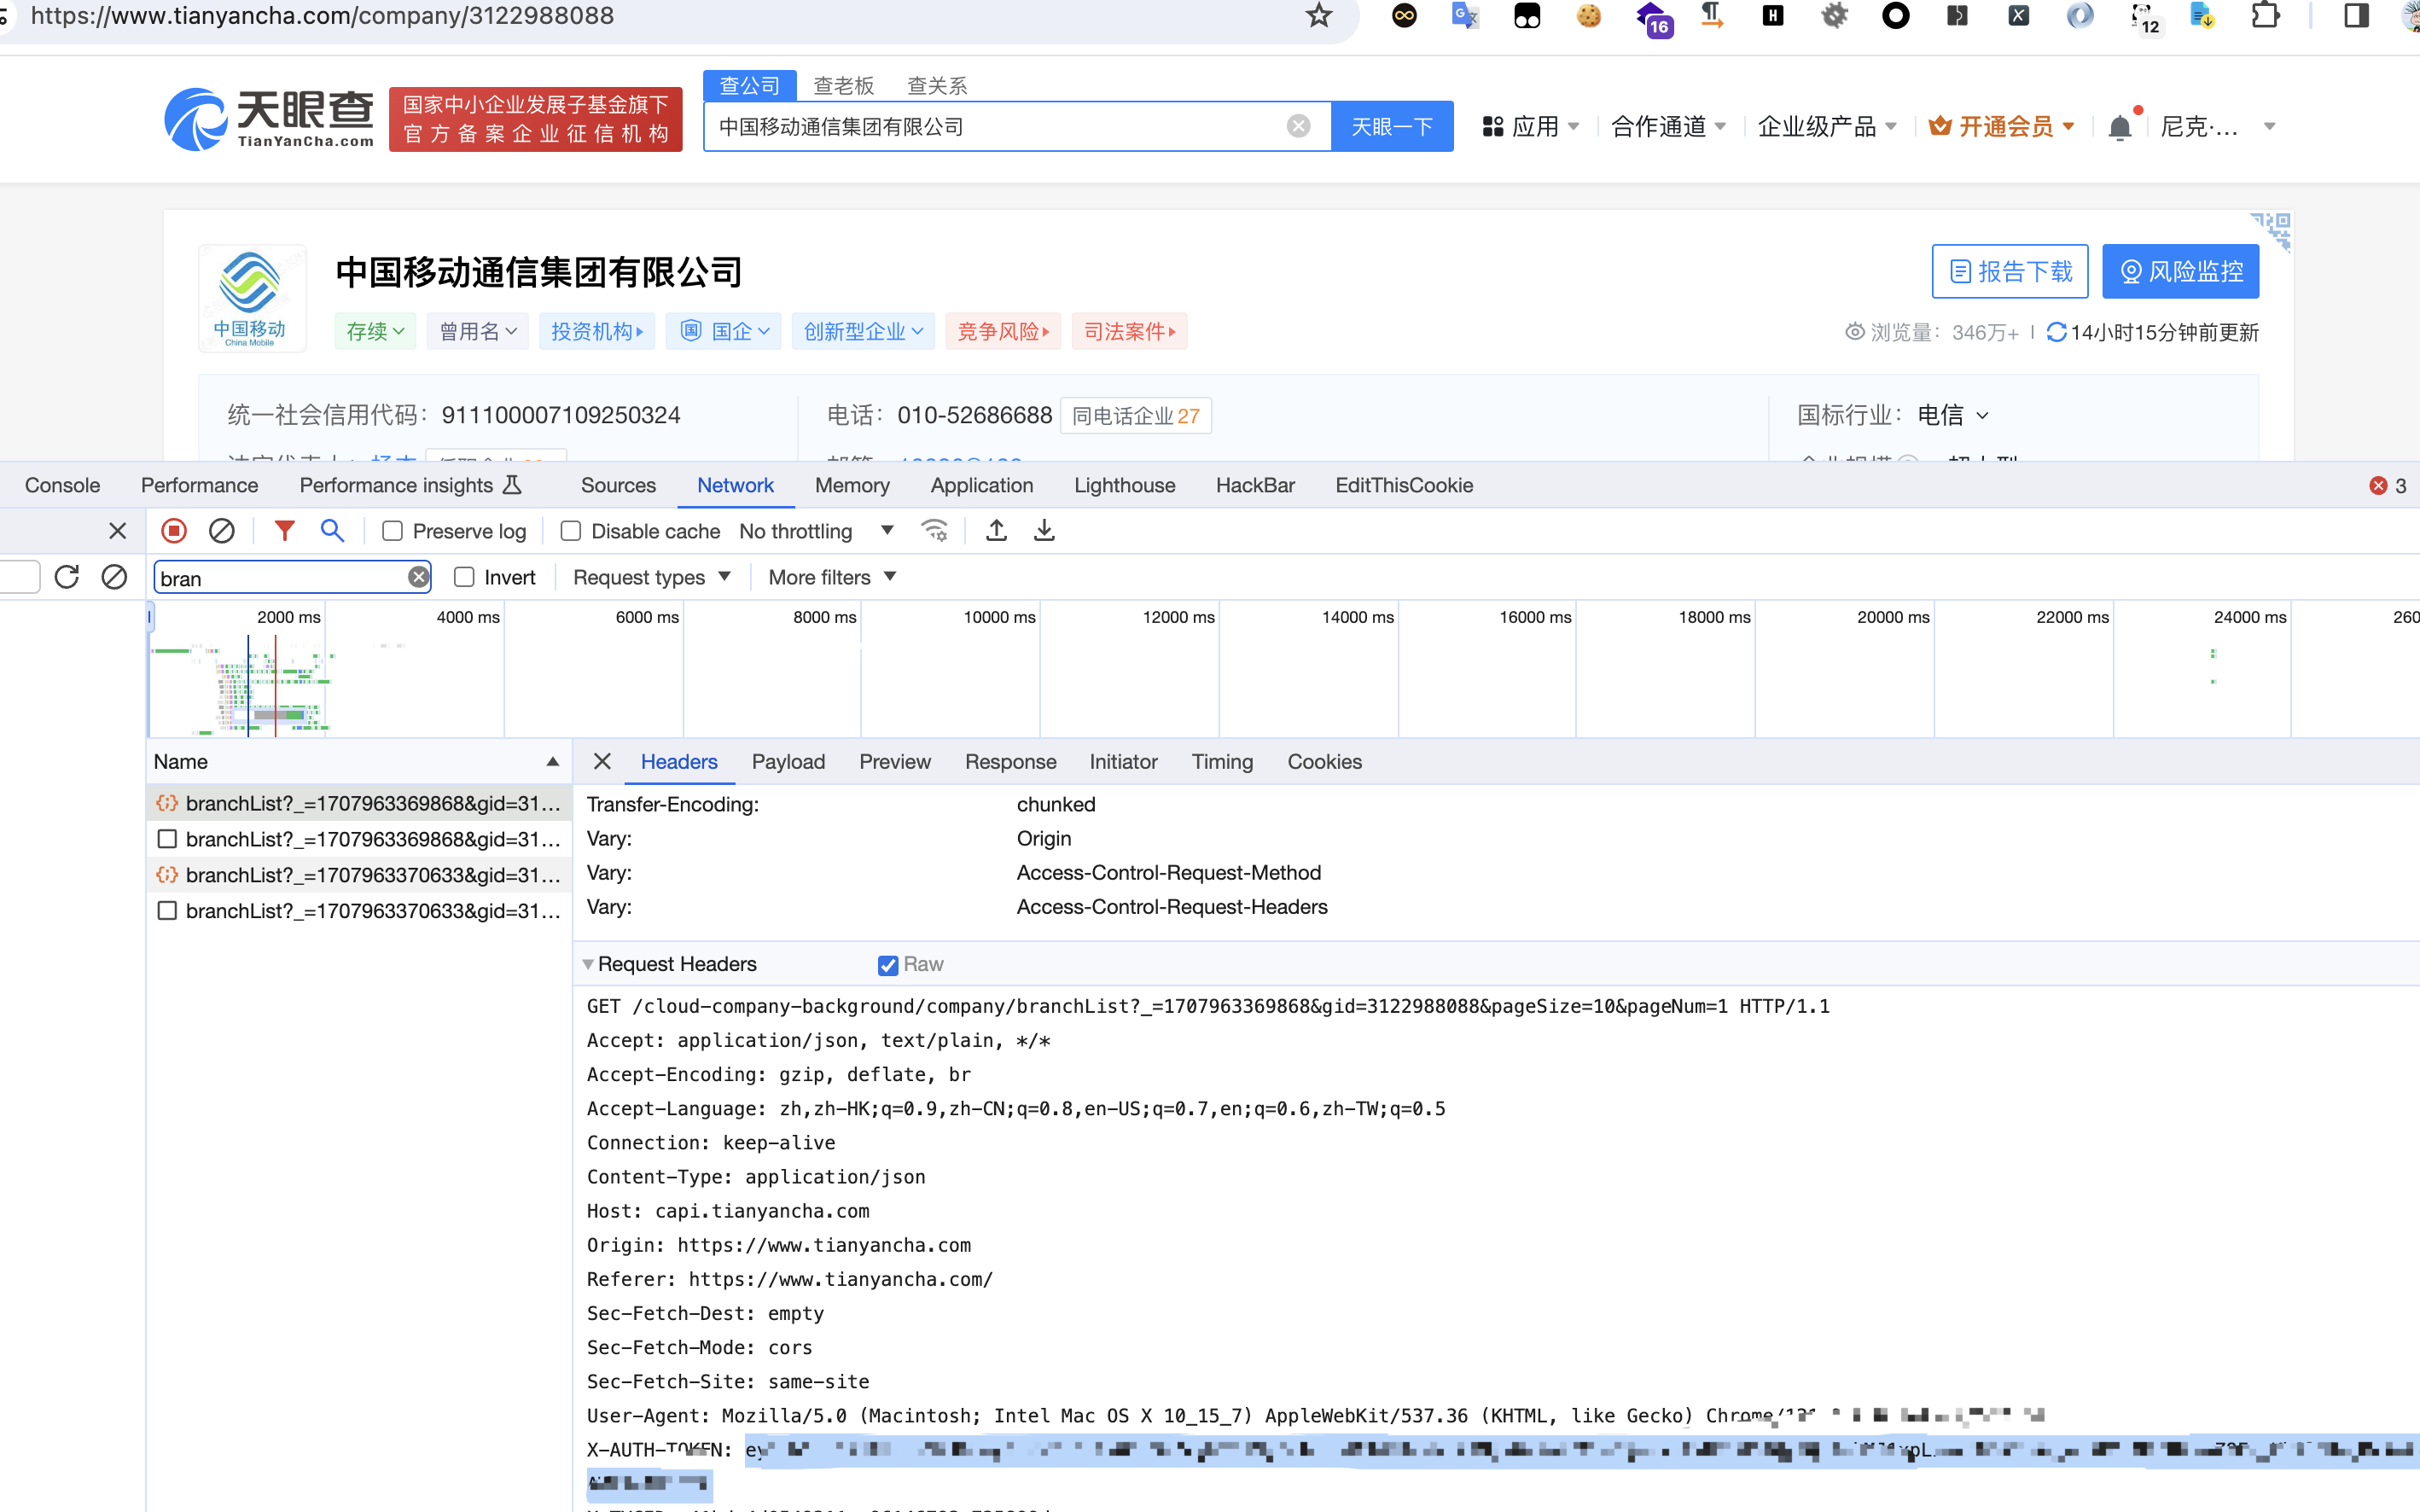 https://www.tianyancha.com/company/3122988088
16
12
天眼查
TianYanCha.com
国家中小企业发展子基金旗下
官方备案企业征信机构
查公司 查老板 查关系
中国移动通信集团有限公司
天眼一下
应用 合作通道 企业级产品 开通会员 尼克·...
中国移动
China Mobile
中国移动通信集团有限公司
报告下载 风险监控
存续 曾用名 投资机构 国企 创新型企业 竞争风险 司法案件
浏览量：346万+ 14小时15分钟前更新
统一社会信用代码：911100007109250324 电话：010-52686688 同电话企业 27 国标行业：电信
Console Performance Performance insights Sources Network Memory Application Lighthouse HackBar EditThisCookie 3
Preserve log Disable cache No throttling
bran Invert Request types More filters
2000 ms 4000 ms 6000 ms 8000 ms 10000 ms 12000 ms 14000 ms 16000 ms 18000 ms 20000 ms 22000 ms 24000 ms 260
Name Headers Payload Preview Response Initiator Timing Cookies
branchList?_=1707963369868&gid=31...
branchList?_=1707963369868&gid=31...
branchList?_=1707963370633&gid=31...
branchList?_=1707963370633&gid=31...
Transfer-Encoding: chunked
Vary: Origin
Vary: Access-Control-Request-Method
Vary: Access-Control-Request-Headers
Request Headers Raw
GET /cloud-company-background/company/branchList?_=1707963369868&gid=3122988088&pageSize=10&pageNum=1 HTTP/1.1
Accept: application/json, text/plain, */*
Accept-Encoding: gzip, deflate, br
Accept-Language: zh,zh-HK;q=0.9,zh-CN;q=0.8,en-US;q=0.7,en;q=0.6,zh-TW;q=0.5
Connection: keep-alive
Content-Type: application/json
Host: capi.tianyancha.com
Origin: https://www.tianyancha.com
Referer: https://www.tianyancha.com/
Sec-Fetch-Dest: empty
Sec-Fetch-Mode: cors
Sec-Fetch-Site: same-site
User-Agent: Mozilla/5.0 (Macintosh; Intel Mac OS X 10_15_7) AppleWebKit/537.36 (KHTML, like Gecko)
X-AUTH-TOKEN: